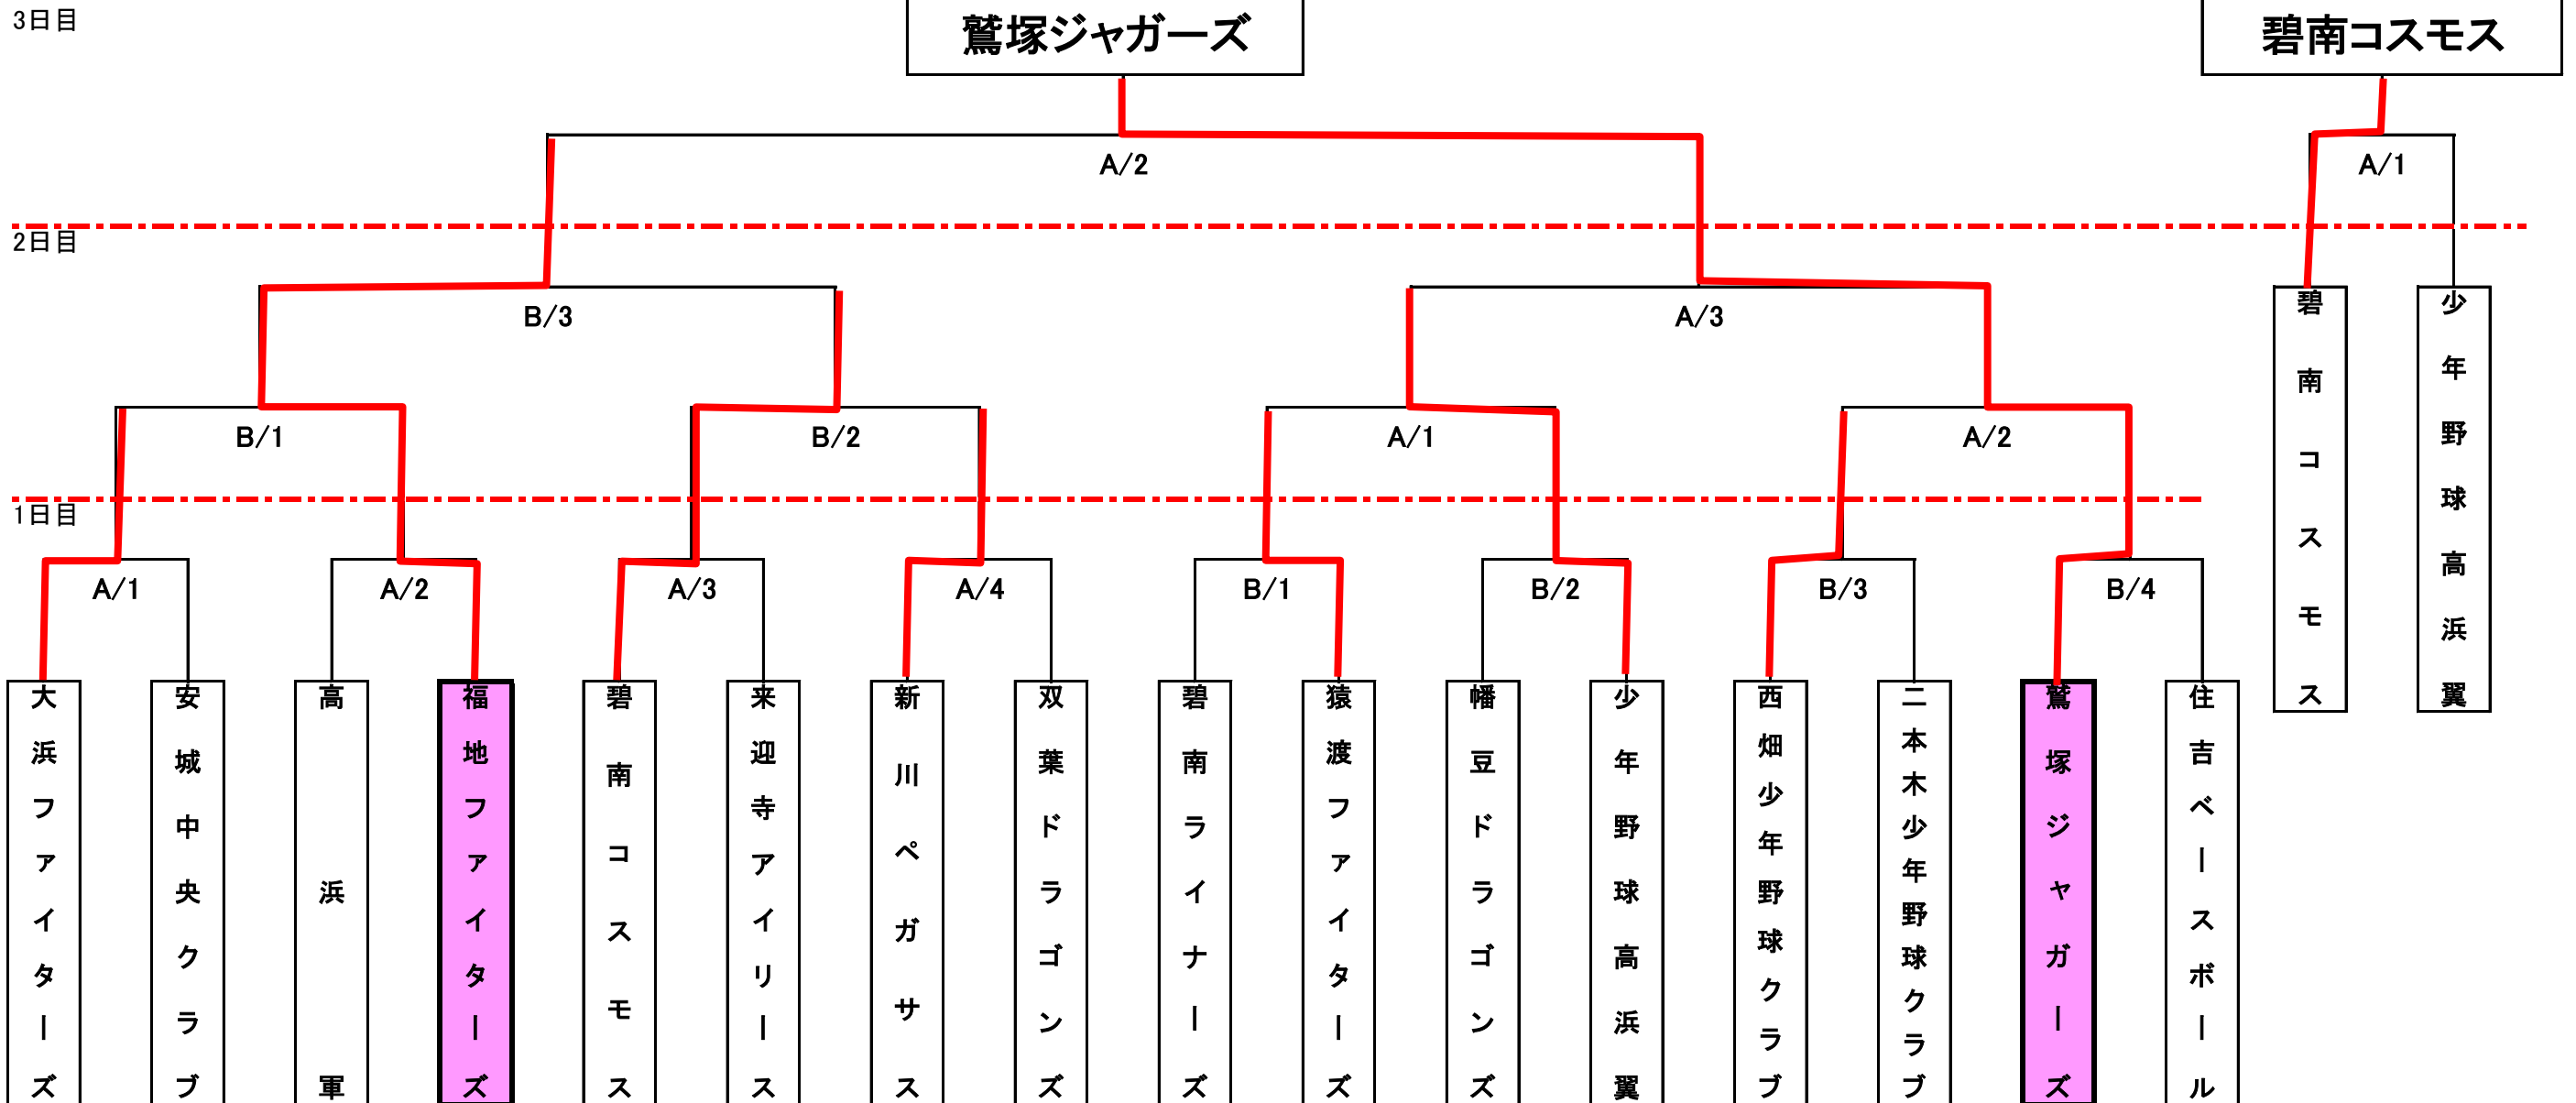 3日目
鷲塚ジャガーズ
碧南コスモス
A/2
A/1
2日目
B/3
A/3
碧南コスモス
少年野球高浜翼
B/1
B/2
A/1
A/2
1日目
A/1
A/2
A/3
A/4
B/1
B/2
B/3
B/4
大浜ファイターズ
安城中央クラブ
高浜軍
福地ファイターズ
碧南コスモス
来迎寺アイリース
新川ペガサス
双葉ドラゴンズ
碧南ライナーズ
猿渡ファイターズ
幡豆ドラゴンズ
少年野球高浜翼
西畑少年野球クラブ
二本木少年野球クラブ
鷲塚ジャガーズ
住吉ベースボール